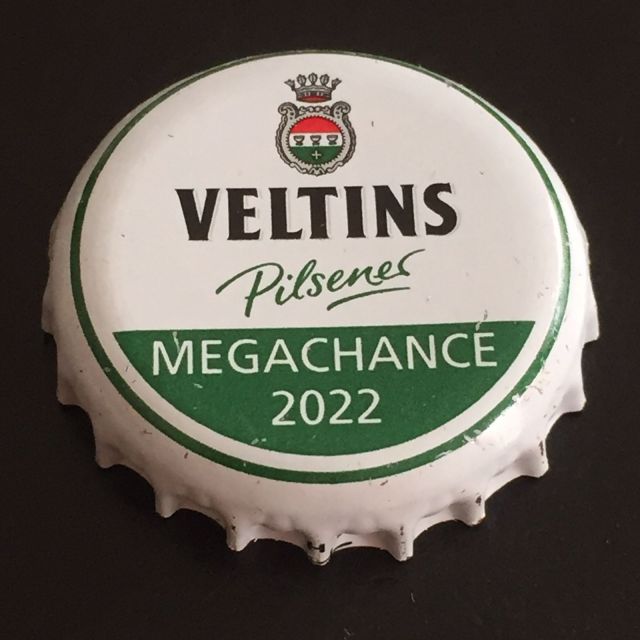 VELTINS
Pilsener
MEGACHANCE
2022